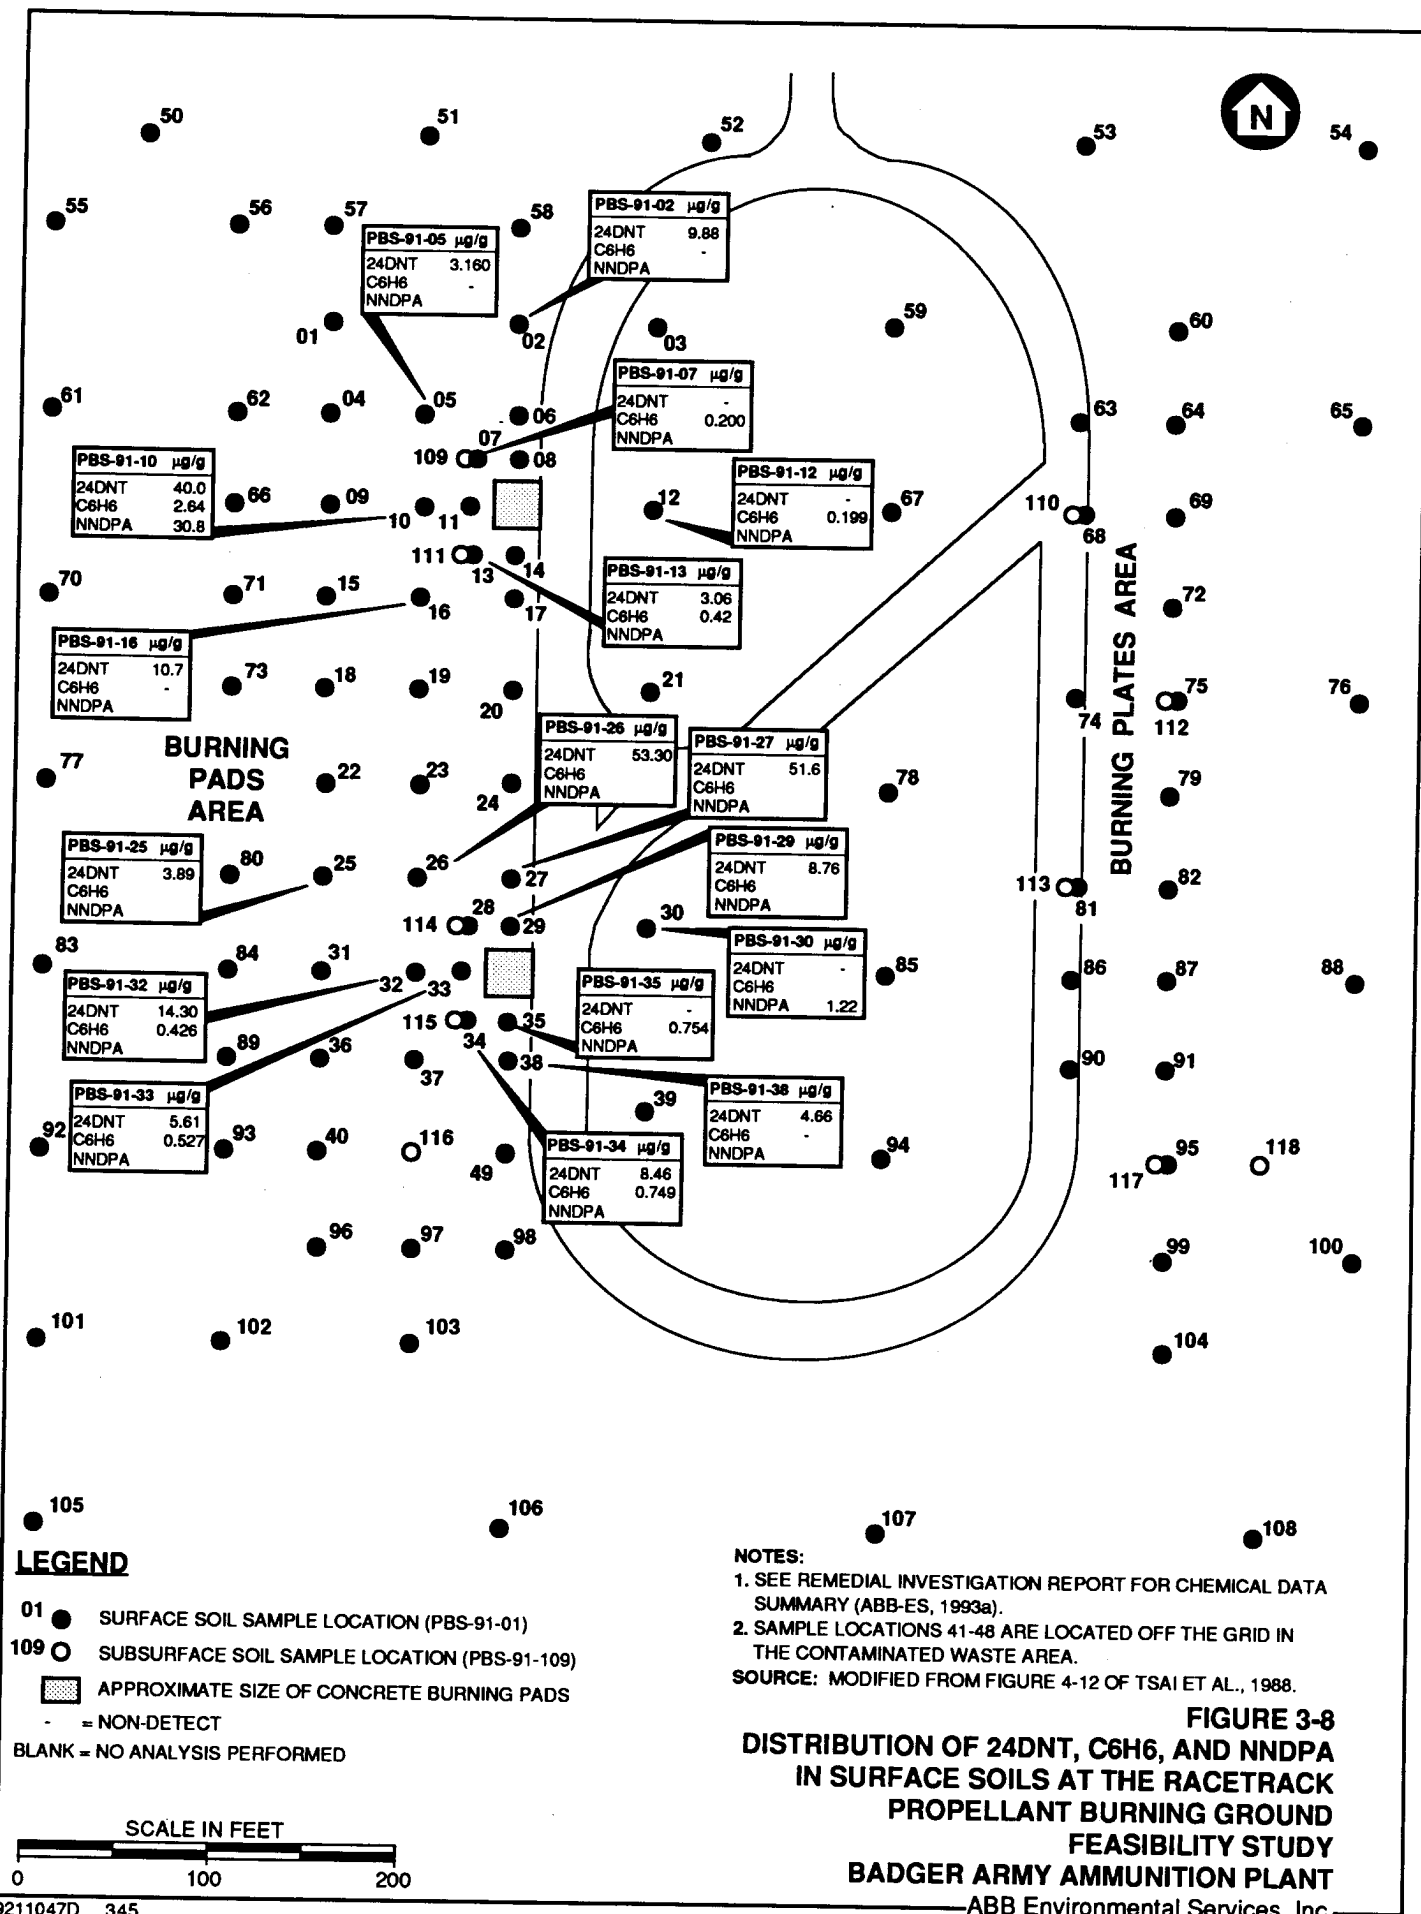 50
51
52
N
53
54
55
56
57
58
PBS-91-02 µg/g
24DNT 9.88
C6H6 -
NNDPA
PBS-91-05 µg/g
24DNT 3.160
C6H6 -
NNDPA
01
02
03
59
60
61
62
04
05
06
PBS-91-07 µg/g
24DNT -
C6H6 0.200
NNDPA
63
64
65
07
109
08
PBS-91-10 µg/g
24DNT 40.0
C6H6 2.64
NNDPA 30.8
66
09
10
11
12
PBS-91-12 µg/g
24DNT -
C6H6 0.199
NNDPA
67
110
68
69
111
13
14
PBS-91-13 µg/g
24DNT 3.06
C6H6 0.42
NNDPA
70
71
15
16
17
72
PBS-91-16 µg/g
24DNT 10.7
C6H6 -
NNDPA
73
18
19
20
21
BURNING PLATES AREA
74
75
112
76
BURNING
PADS
AREA
77
22
23
24
PBS-91-26 µg/g
24DNT 53.30
C6H6
NNDPA
PBS-91-27 µg/g
24DNT 51.6
C6H6
NNDPA
78
79
PBS-91-25 µg/g
24DNT 3.89
C6H6
NNDPA
80
25
26
27
PBS-91-29 µg/g
24DNT 8.76
C6H6
NNDPA
113
81
82
114
28
29
30
PBS-91-30 µg/g
24DNT -
C6H6
NNDPA 1.22
83
84
31
32
33
85
86
87
88
PBS-91-32 µg/g
24DNT 14.30
C6H6 0.426
NNDPA
PBS-91-35 µg/g
24DNT -
C6H6 0.754
NNDPA
115
34
35
89
36
37
38
90
91
PBS-91-33 µg/g
24DNT 5.61
C6H6 0.527
NNDPA
PBS-91-38 µg/g
24DNT 4.66
C6H6 -
NNDPA
39
92
93
40
116
49
PBS-91-34 µg/g
24DNT 8.46
C6H6 0.749
NNDPA
94
117
95
118
96
97
98
99
100
101
102
103
104
105
106
107
108
LEGEND
01 SURFACE SOIL SAMPLE LOCATION (PBS-91-01)
109 SUBSURFACE SOIL SAMPLE LOCATION (PBS-91-109)
APPROXIMATE SIZE OF CONCRETE BURNING PADS
- = NON-DETECT
BLANK = NO ANALYSIS PERFORMED
SCALE IN FEET
0 100 200
NOTES:
1. SEE REMEDIAL INVESTIGATION REPORT FOR CHEMICAL DATA
SUMMARY (ABB-ES, 1993a).
2. SAMPLE LOCATIONS 41-48 ARE LOCATED OFF THE GRID IN
THE CONTAMINATED WASTE AREA.
SOURCE: MODIFIED FROM FIGURE 4-12 OF TSAI ET AL., 1988.
FIGURE 3-8
DISTRIBUTION OF 24DNT, C6H6, AND NNDPA
IN SURFACE SOILS AT THE RACETRACK
PROPELLANT BURNING GROUND
FEASIBILITY STUDY
BADGER ARMY AMMUNITION PLANT
ABB Environmental Services, Inc.
9211047D 345